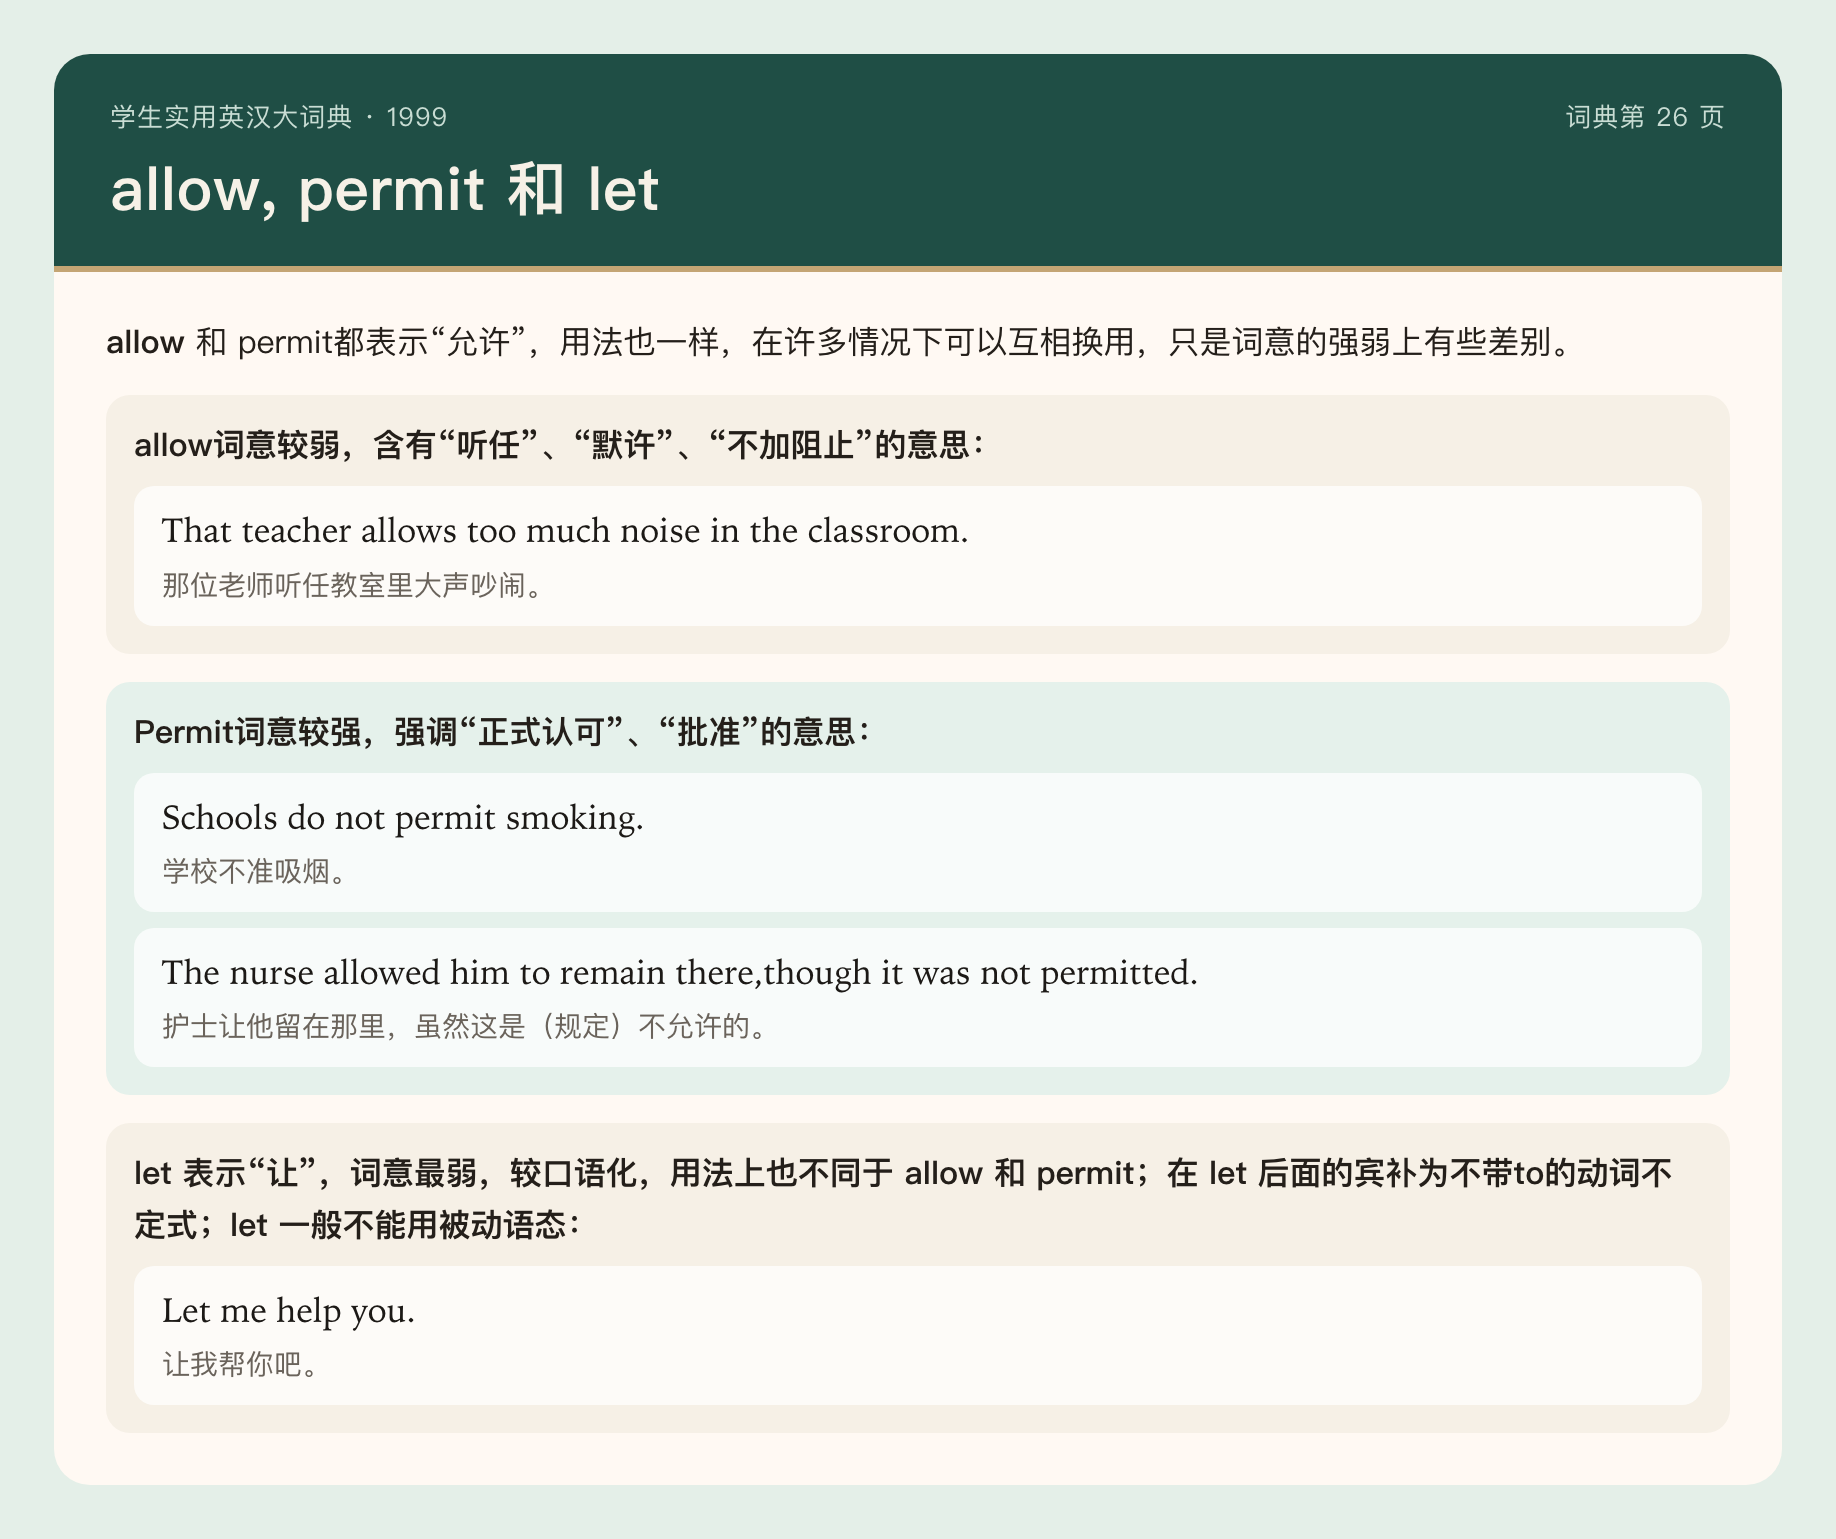 学生实用英汉大词典 · 1999
词典第 26 页
allow, permit 和 let
allow 和 permit都表示“允许”，用法也一样，在许多情况下可以互相换用，只是词意的强弱上有些差别。
allow词意较弱，含有“听任”、“默许”、“不加阻止”的意思：
That teacher allows too much noise in the classroom.
那位老师听任教室里大声吵闹。
Permit词意较强，强调“正式认可”、“批准”的意思：
Schools do not permit smoking.
学校不准吸烟。
The nurse allowed him to remain there,though it was not permitted.
护士让他留在那里，虽然这是（规定）不允许的。
let 表示“让”，词意最弱，较口语化，用法上也不同于 allow 和 permit；在 let 后面的宾补为不带to的动词不
定式；let 一般不能用被动语态：
Let me help you.
让我帮你吧。